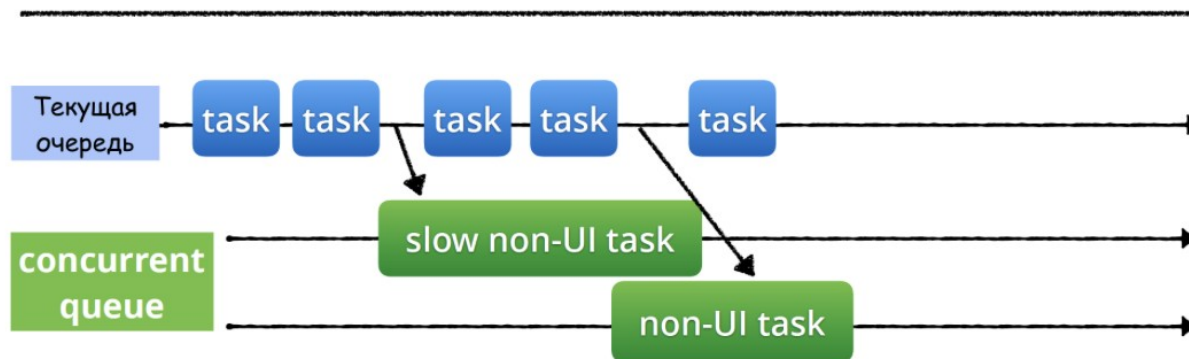 Текущая
очередь
task
task
task
task
task
slow non-UI task
concurrent
queue
non-UI task